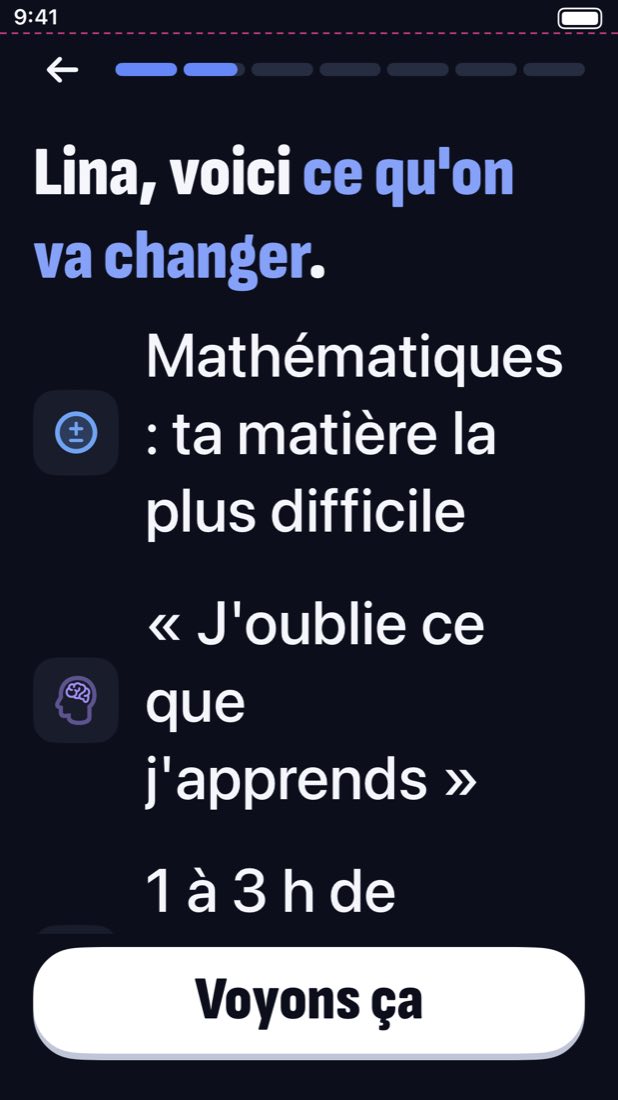 9:41
Lina, voici ce qu'on
va changer.
Mathématiques
: ta matière la
plus difficile
« J'oublie ce
que
j'apprends »
1 à 3 h de
Voyons ça